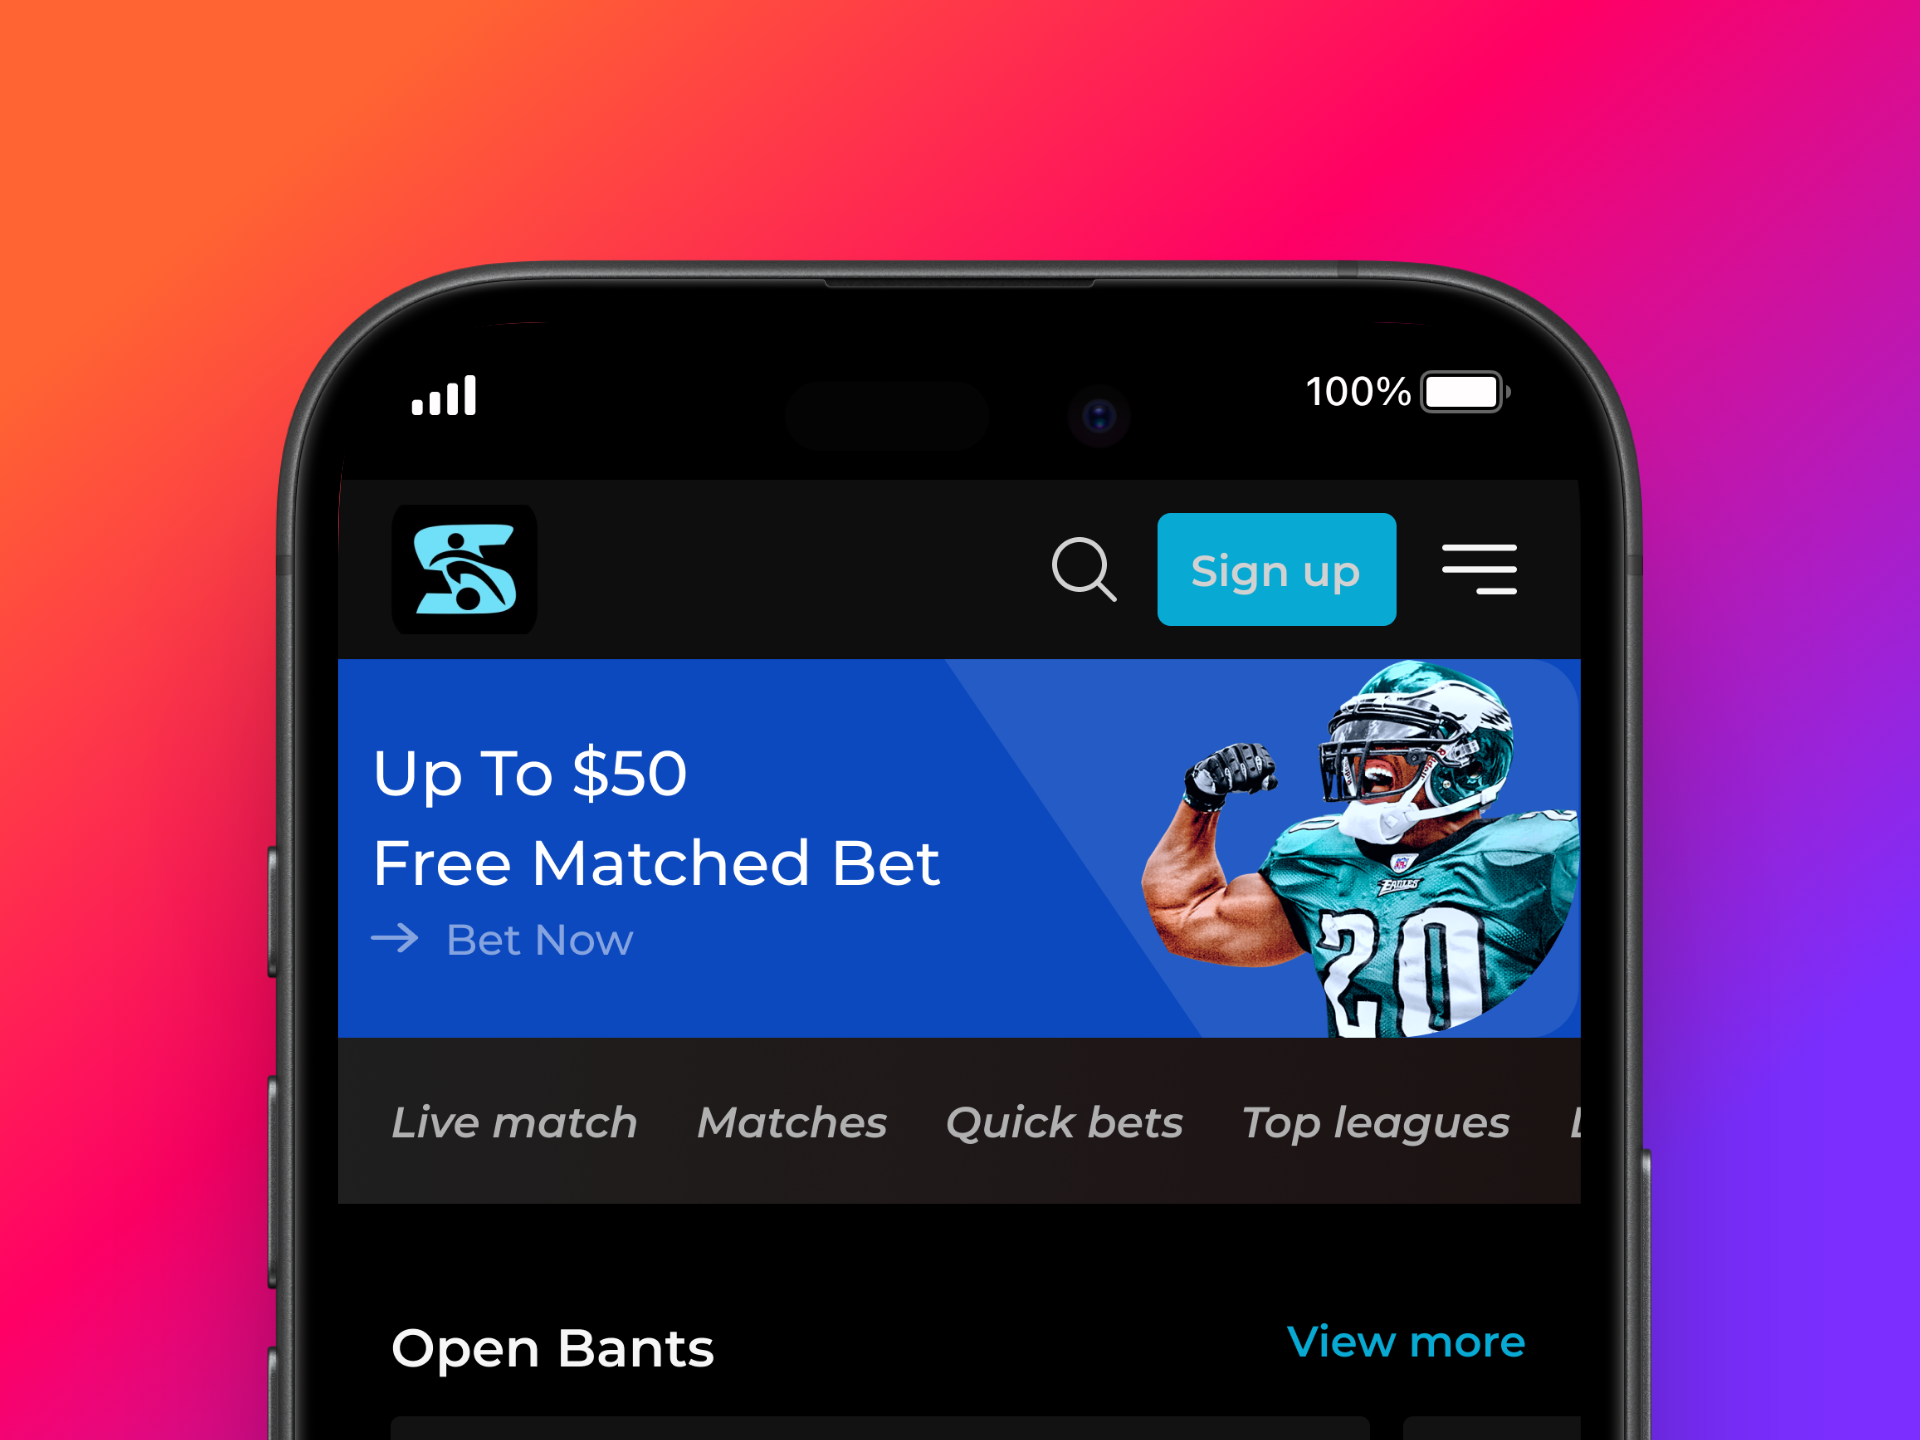 100%
Sign up
Up To $50
Free Matched Bet
→ Bet Now
EAGLES
20
Live match Matches Quick bets Top leagues
Open Bants View more